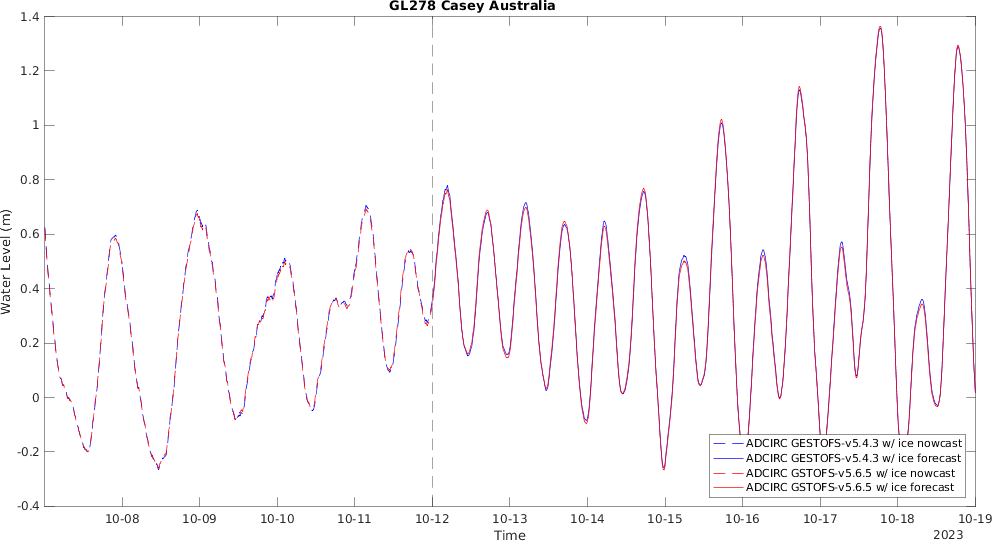 GL278 Casey Australia
1.4
1.2
1
0.8
0.6
0.4
0.2
0
-0.2
-0.4
Water Level (m)
ADCIRC GESTOFS-v5.4.3 w/ ice nowcast
ADCIRC GESTOFS-v5.4.3 w/ ice forecast
ADCIRC GSTOFS-v5.6.5 w/ ice nowcast
ADCIRC GSTOFS-v5.6.5 w/ ice forecast
10-08 10-09 10-10 10-11 10-12 10-13 10-14 10-15 10-16 10-17 10-18 10-19
Time
2023